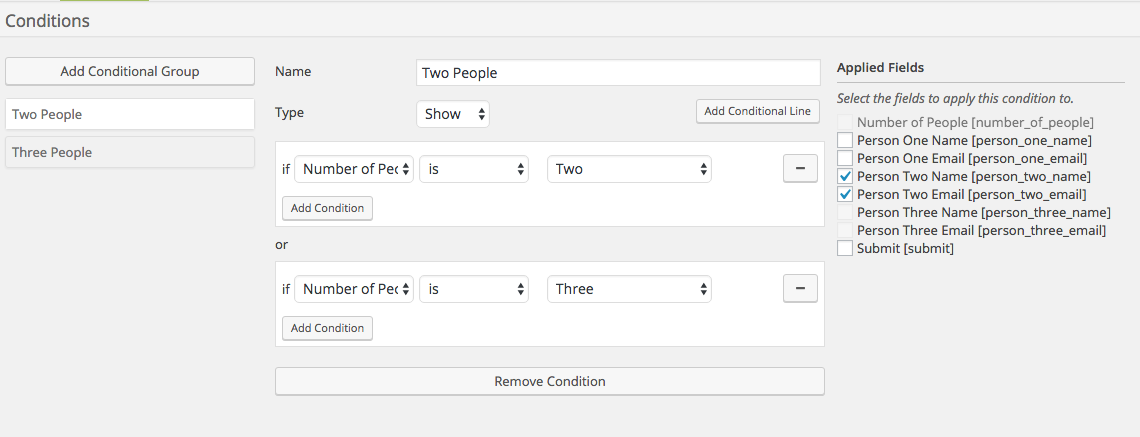 Conditions
Add Conditional Group
Two People
Three People
Name
Two People
Type
Show
Add Conditional Line
if Number of Pec is Two −
Add Condition
or
if Number of Pec is Three −
Add Condition
Remove Condition
Applied Fields
Select the fields to apply this condition to.
Number of People [number_of_people]
Person One Name [person_one_name]
Person One Email [person_one_email]
Person Two Name [person_two_name]
Person Two Email [person_two_email]
Person Three Name [person_three_name]
Person Three Email [person_three_email]
Submit [submit]